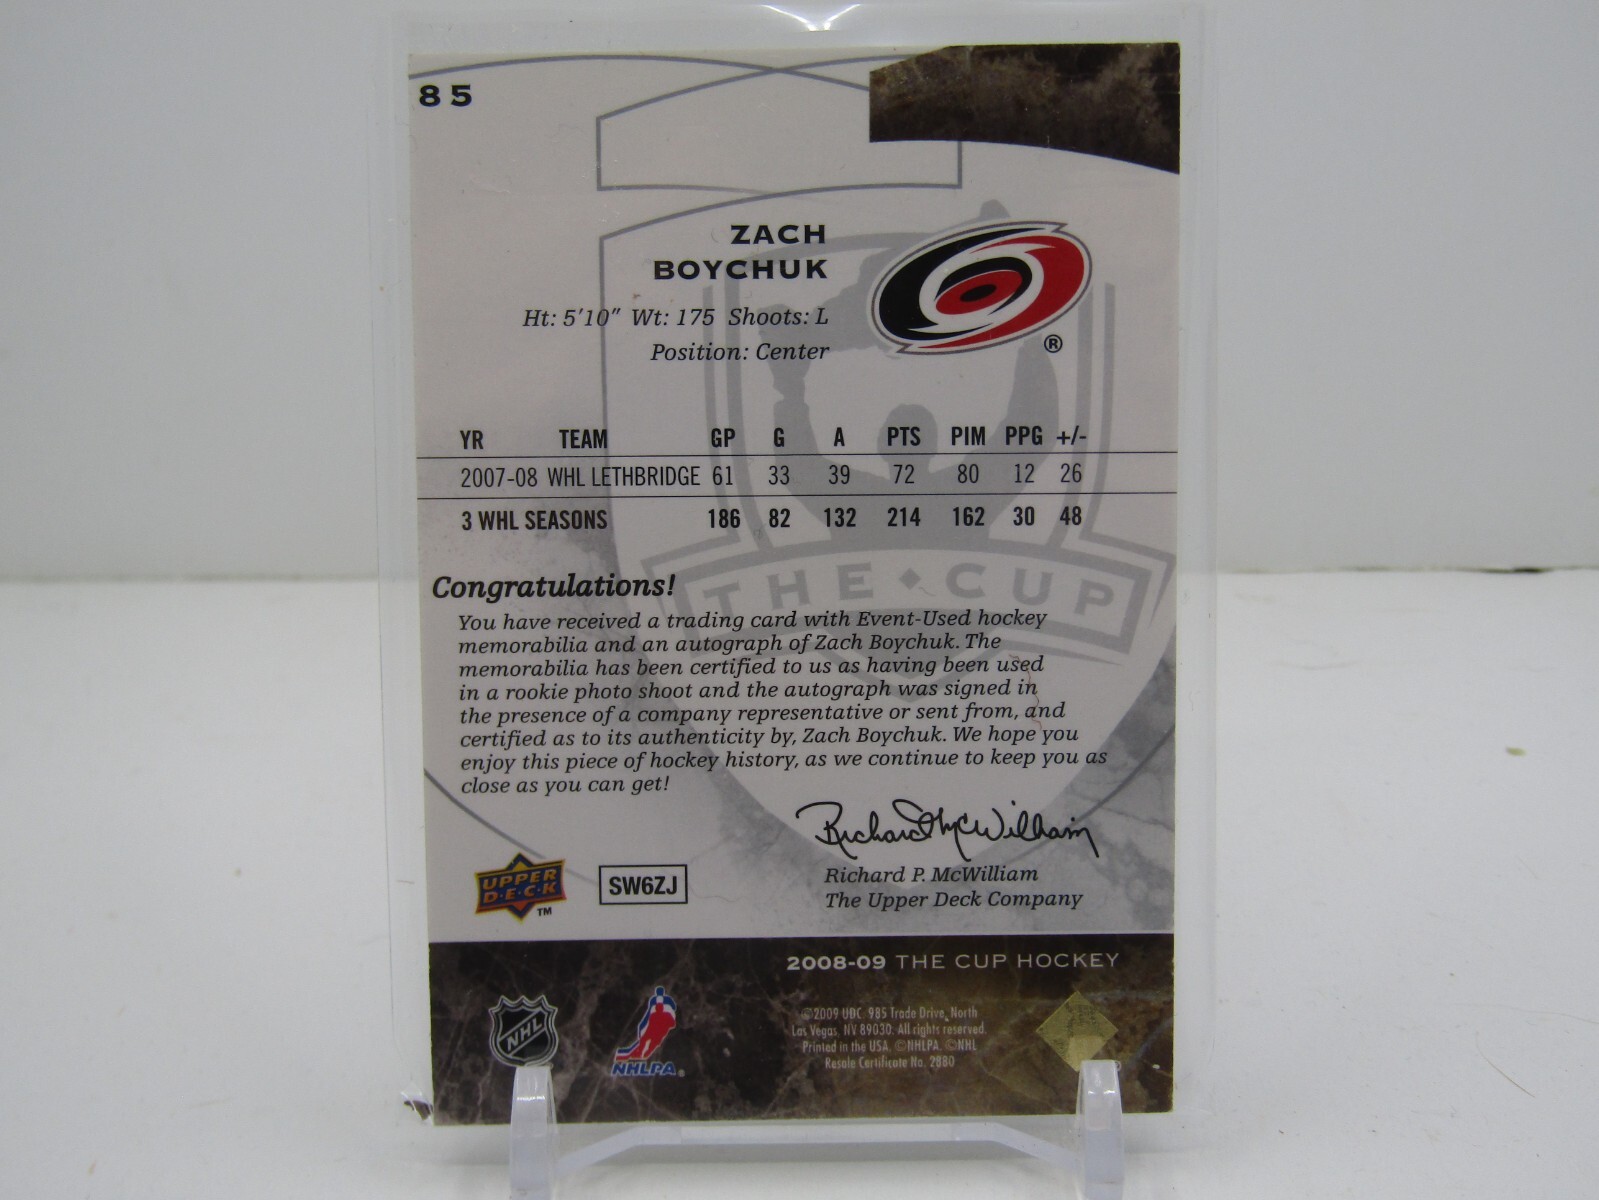 85
ZACH
BOYCHUK
Ht: 5'10" Wt: 175 Shoots: L
Position: Center
®
YR TEAM GP G A PTS PIM PPG +/-
2007-08 WHL LETHBRIDGE 61 33 39 72 80 12 26
3 WHL SEASONS 186 82 132 214 162 30 48
THE CUP
Congratulations!
You have received a trading card with Event-Used hockey
memorabilia and an autograph of Zach Boychuk. The
memorabilia has been certified to us as having been used
in a rookie photo shoot and the autograph was signed in
the presence of a company representative or sent from, and
certified as to its authenticity by, Zach Boychuk. We hope you
enjoy this piece of hockey history, as we continue to keep you as
close as you can get!
Richard McWilliam
UPPER
D·E·C·K
TM
SW6ZJ
Richard P. McWilliam
The Upper Deck Company
2008-09 THE CUP HOCKEY
NHL
NHLPA®
©2009 UDC. 985 Trade Drive, North
Las Vegas, NV 89030. All rights reserved.
Printed in the USA. ©NHLPA. ©NHL
Resale Certificate No. 2880